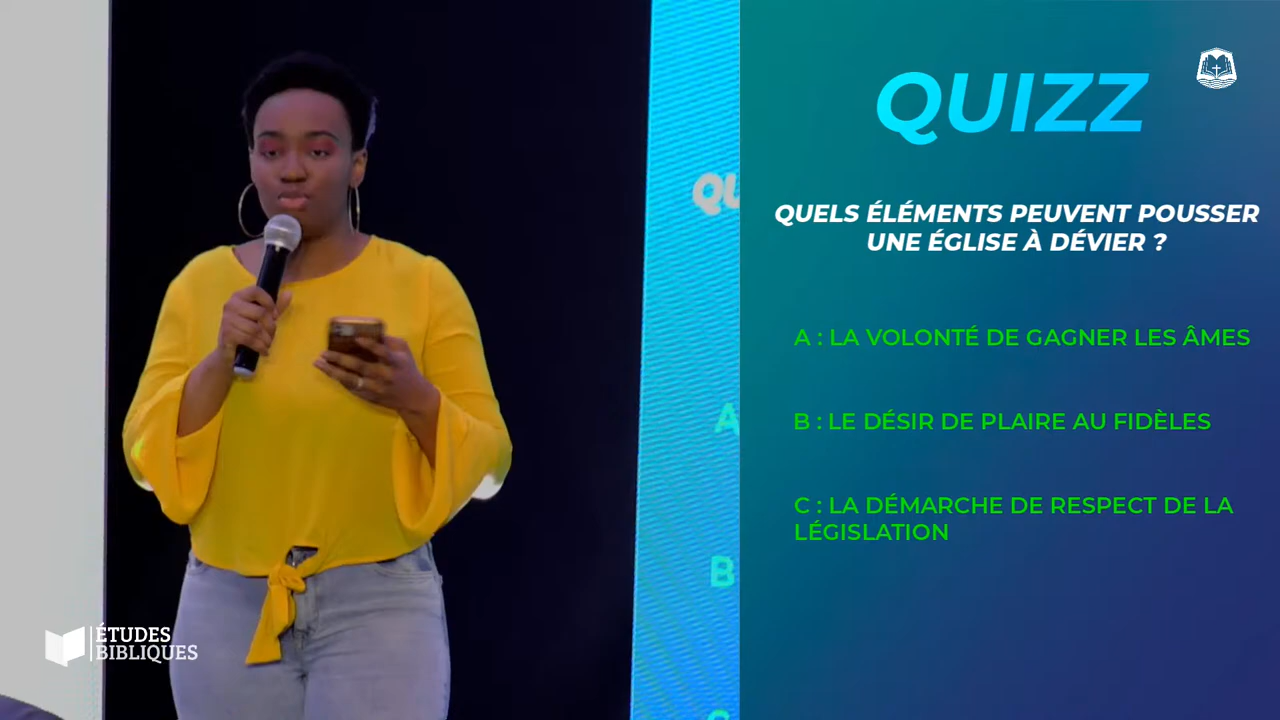 QUIZZ
QUELS ÉLÉMENTS PEUVENT POUSSER
UNE ÉGLISE À DÉVIER ?
A : LA VOLONTÉ DE GAGNER LES ÂMES
B : LE DÉSIR DE PLAIRE AU FIDÈLES
C : LA DÉMARCHE DE RESPECT DE LA
LÉGISLATION
QU
A
B
ÉTUDES
BIBLIQUES